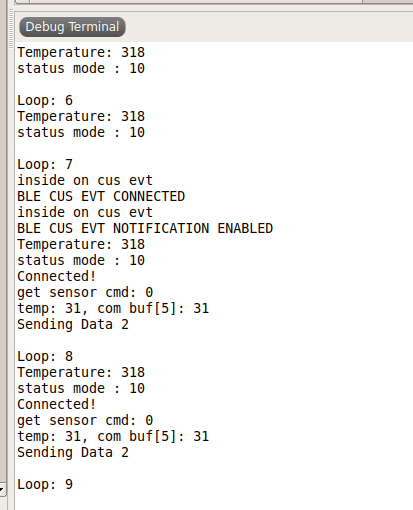 Debug Terminal
Temperature: 318
status mode : 10
Loop: 6
Temperature: 318
status mode : 10
Loop: 7
inside on cus evt
BLE CUS EVT CONNECTED
inside on cus evt
BLE CUS EVT NOTIFICATION ENABLED
Temperature: 318
status mode : 10
Connected!
get sensor cmd: 0
temp: 31, com buf[5]: 31
Sending Data 2
Loop: 8
Temperature: 318
status mode : 10
Connected!
get sensor cmd: 0
temp: 31, com buf[5]: 31
Sending Data 2
Loop: 9